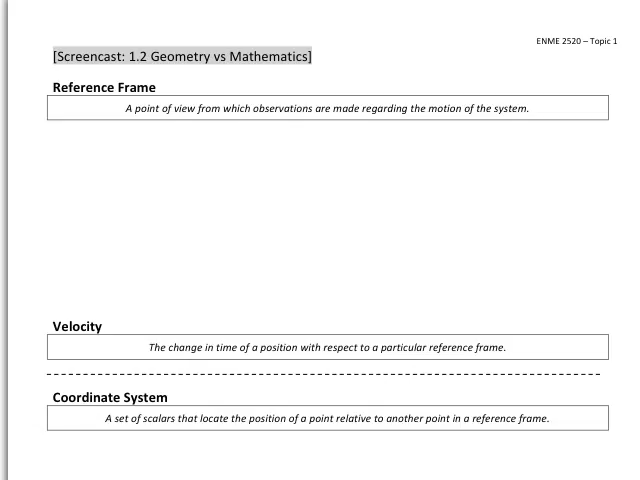 ENME 2520 – Topic 1
[Screencast: 1.2 Geometry vs Mathematics]
Reference Frame
A point of view from which observations are made regarding the motion of the system.
Velocity
The change in time of a position with respect to a particular reference frame.
Coordinate System
A set of scalars that locate the position of a point relative to another point in a reference frame.